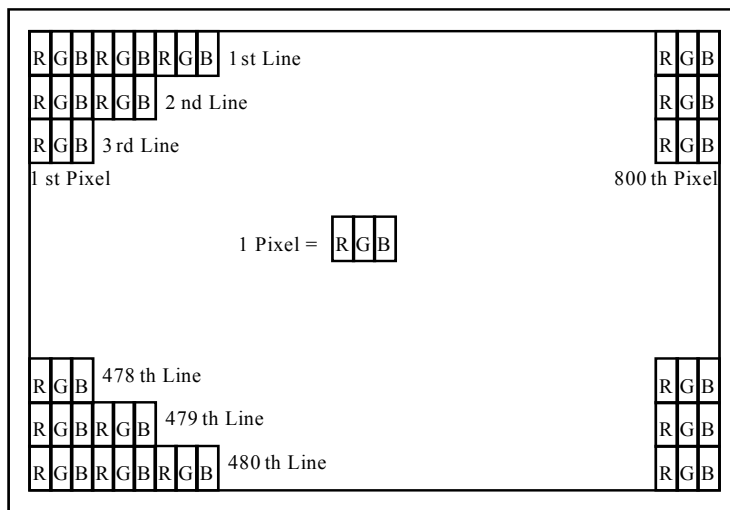 R G B R G B R G B 1 st Line R G B
R G B R G B 2 nd Line R G B
R G B 3 rd Line R G B
1 st Pixel 800 th Pixel
1 Pixel = R G B
R G B 478 th Line R G B
R G B R G B 479 th Line R G B
R G B R G B R G B 480 th Line R G B